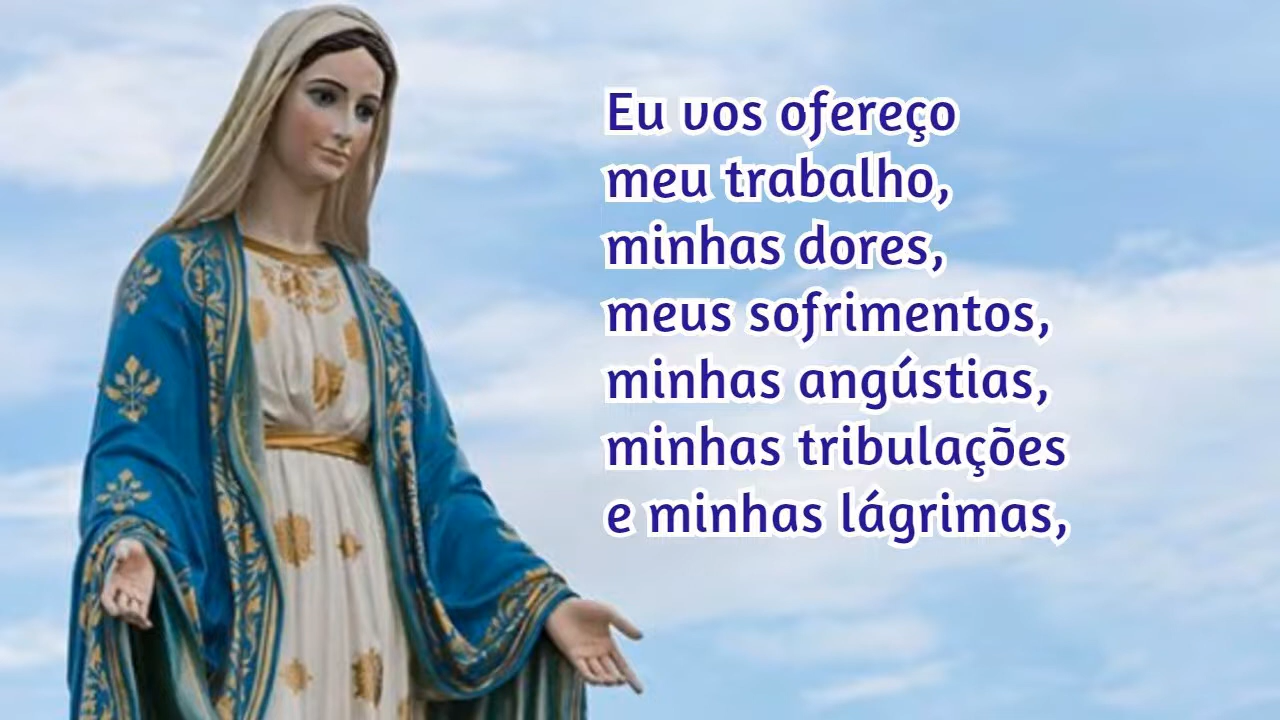 Eu vos ofereço
meu trabalho,
minhas dores,
meus sofrimentos,
minhas angústias,
minhas tribulações
e minhas lágrimas,